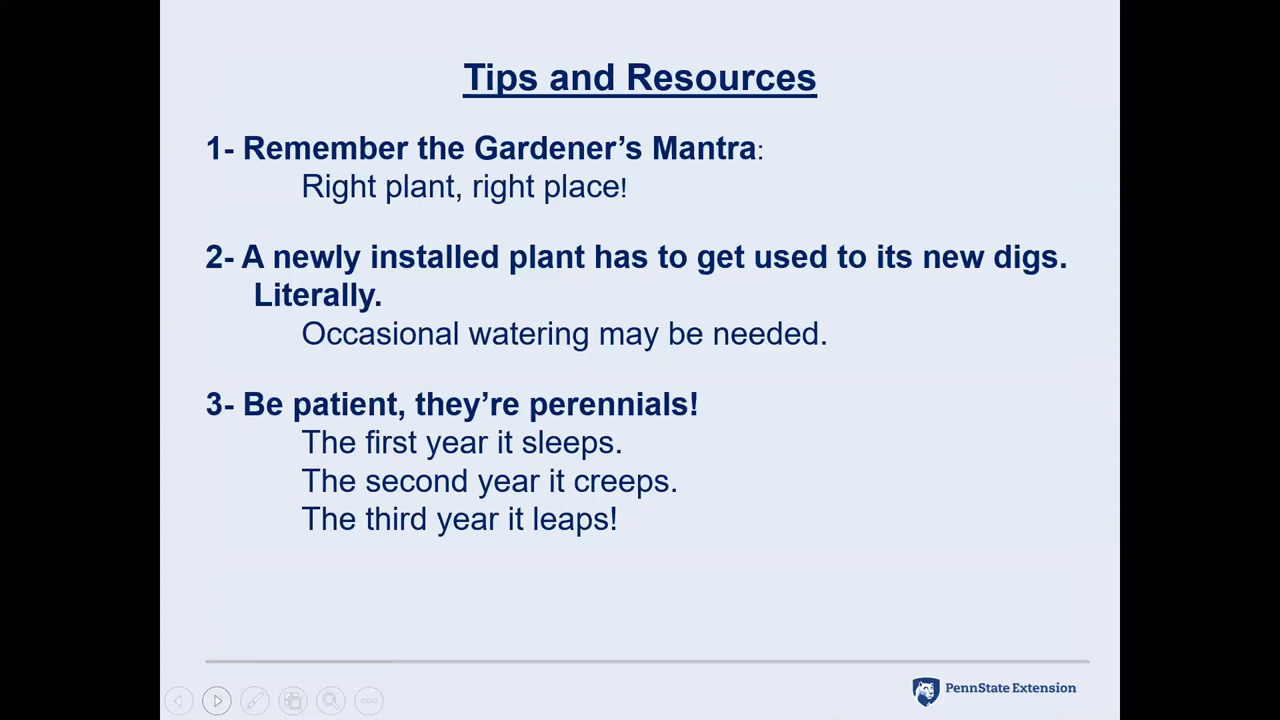 Tips and Resources
1- Remember the Gardener’s Mantra:
Right plant, right place!
2- A newly installed plant has to get used to its new digs.
Literally.
Occasional watering may be needed.
3- Be patient, they’re perennials!
The first year it sleeps.
The second year it creeps.
The third year it leaps!
PennState Extension